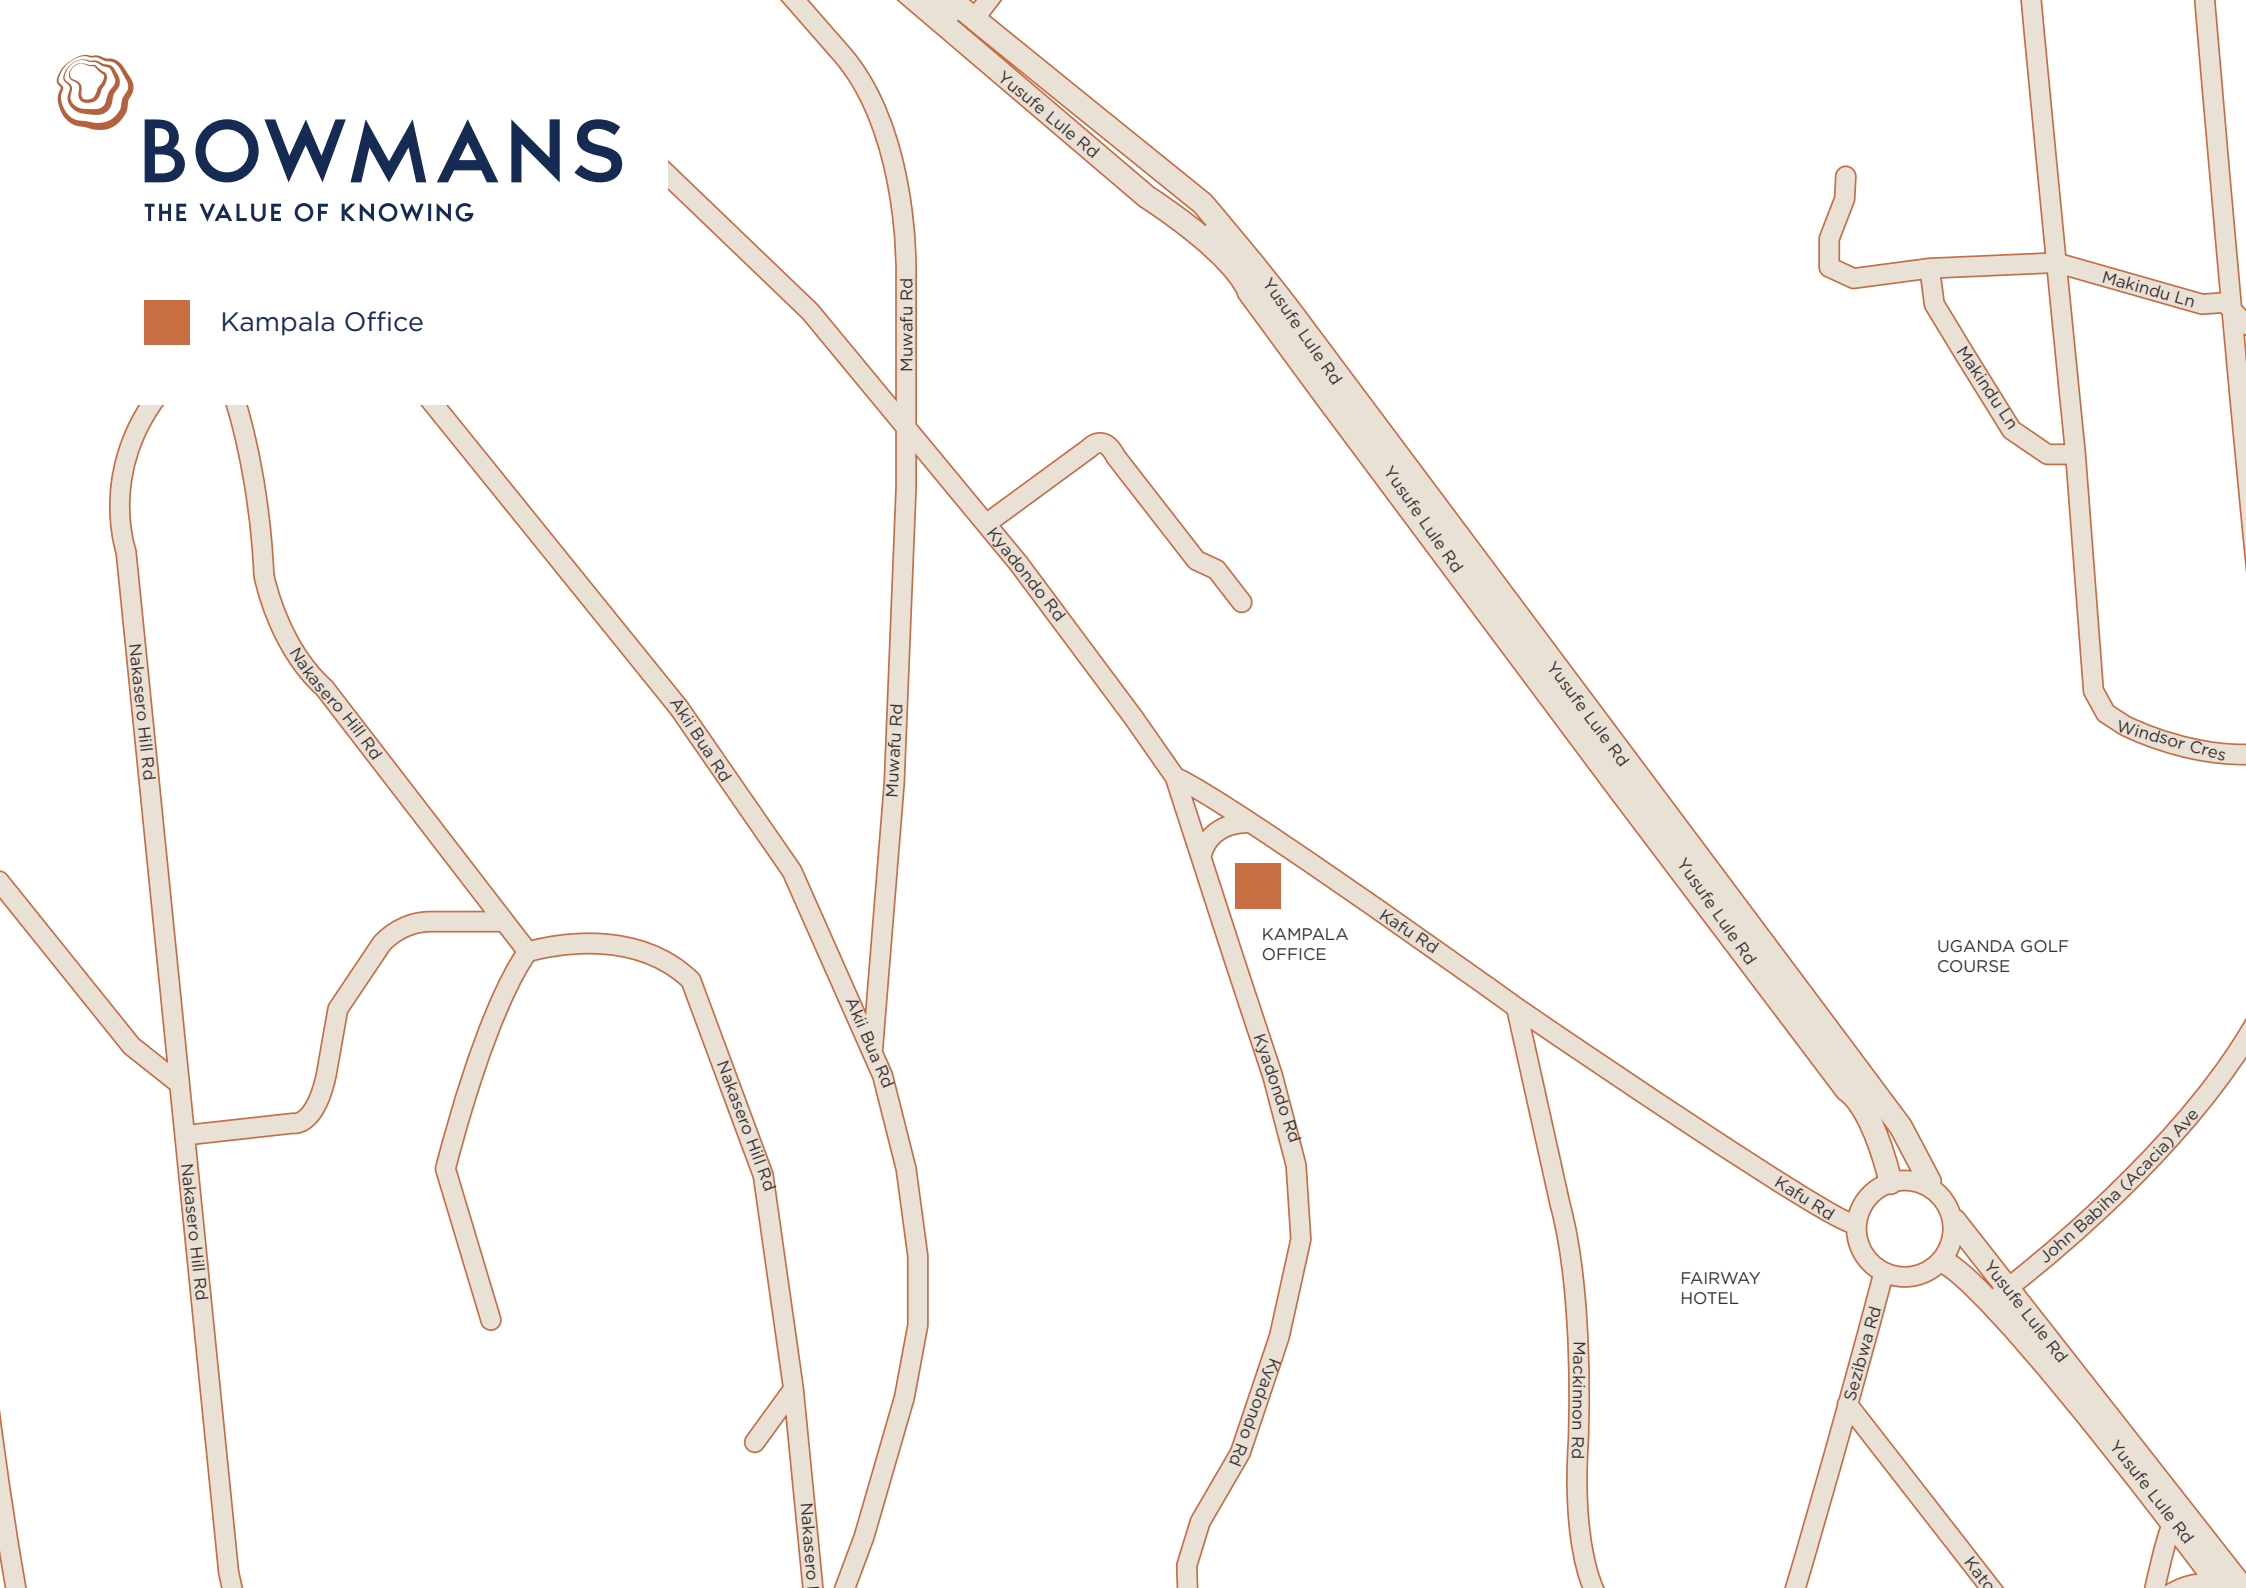 BOWMANS
THE VALUE OF KNOWING
Kampala Office
Yusufe Lule Rd
Muwafu Rd
Yusufe Lule Rd
Makindu Ln
Makindu Ln
Yusufe Lule Rd
Kyadondo Rd
Nakasero Hill Rd
Nakasero Hill Rd
Akii Bua Rd
Muwafu Rd
Yusufe Lule Rd
Windsor Cres
Yusufe Lule Rd
Kafu Rd
KAMPALA
OFFICE
UGANDA GOLF
COURSE
Akii Bua Rd
Kyadondo Rd
Nakasero Hill Rd
John Babiha (Acacia) Ave
Nakasero Hill Rd
Kafu Rd
FAIRWAY
HOTEL
Yusufe Lule Rd
Sezibwa Rd
Mackinnon Rd
Kyadondo Rd
Yusufe Lule Rd
Nakasero